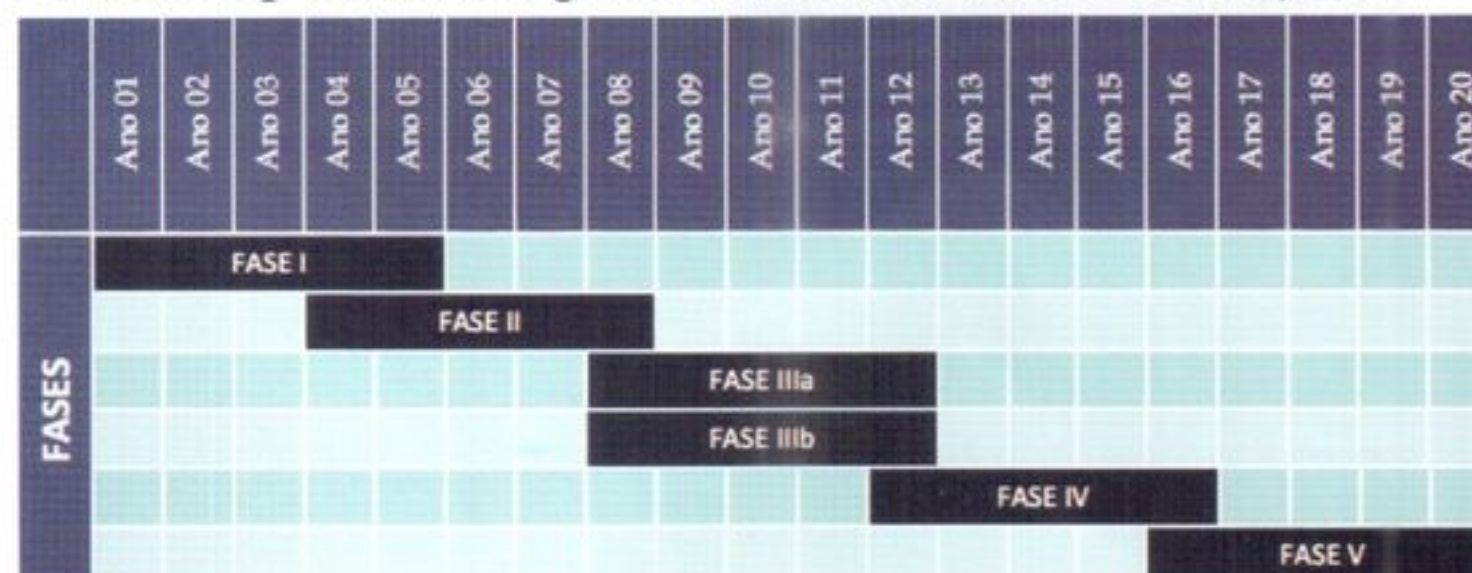 Ano 01 Ano 02 Ano 03 Ano 04 Ano 05 Ano 06 Ano 07 Ano 08 Ano 09 Ano 10 Ano 11 Ano 12 Ano 13 Ano 14 Ano 15 Ano 16 Ano 17 Ano 18 Ano 19 Ano 20
FASES
FASE I
FASE II
FASE IIIa
FASE IIIb
FASE IV
FASE V